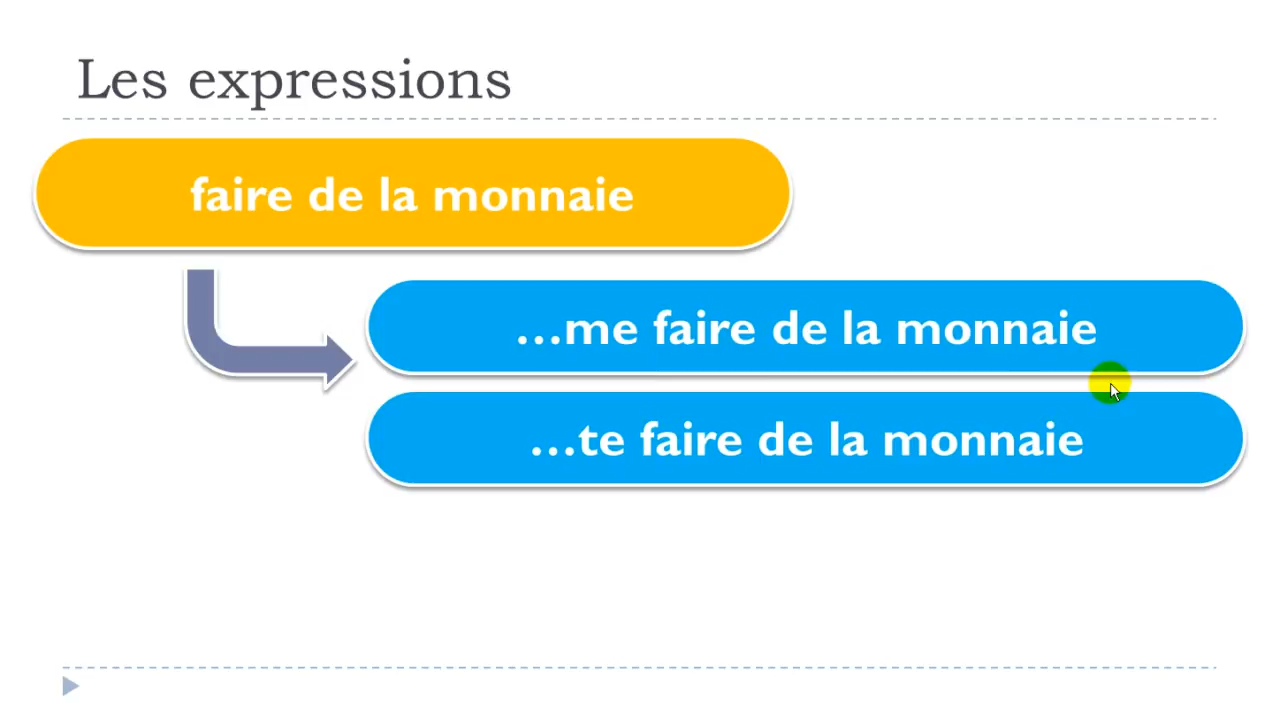 Les expressions
faire de la monnaie
...me faire de la monnaie
...te faire de la monnaie